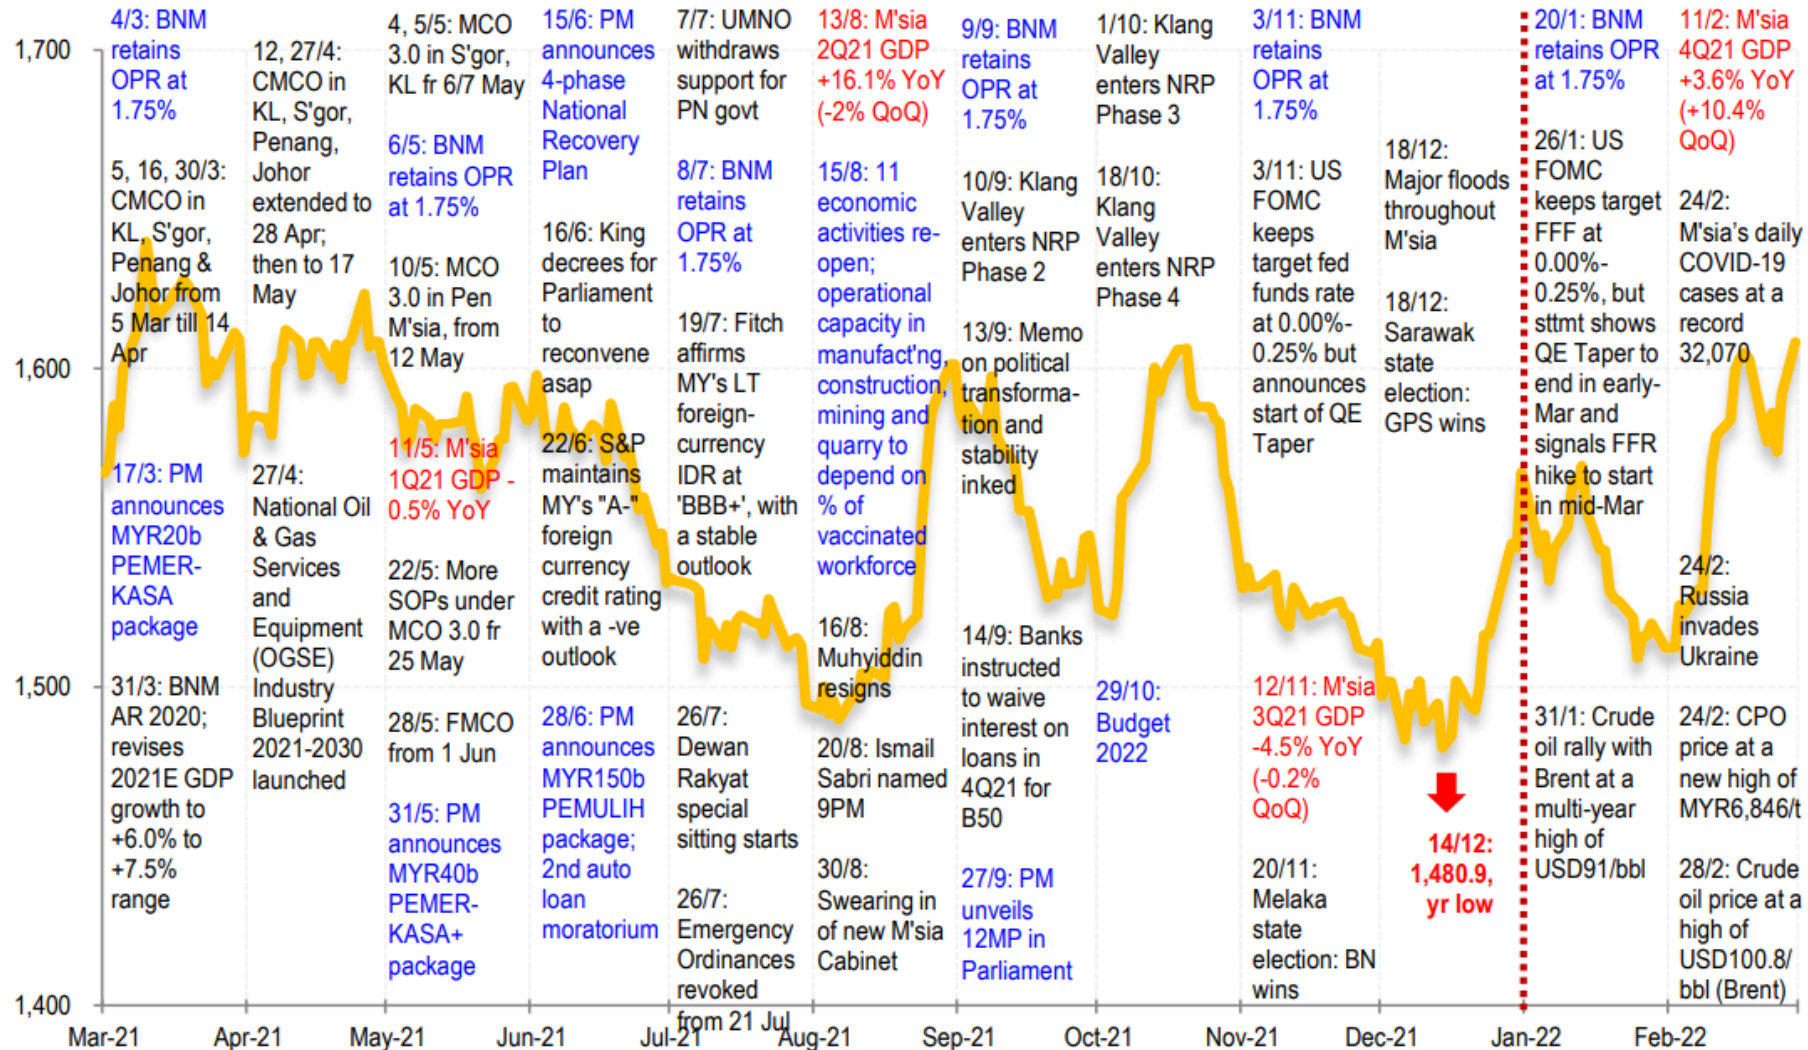 1,700
1,600
1,500
1,400
4/3: BNM
retains
OPR at
1.75%
5, 16, 30/3:
CMCO in
KL, S'gor,
Penang &
Johor from
5 Mar till 14
Apr
17/3: PM
announces
MYR20b
PEMER-
KASA
package
31/3: BNM
AR 2020;
revises
2021E GDP
growth to
+6.0% to
+7.5%
range
12, 27/4:
CMCO in
KL, S'gor,
Penang,
Johor
extended to
28 Apr;
then to 17
May
27/4:
National Oil
& Gas
Services
and
Equipment
(OGSE)
Industry
Blueprint
2021-2030
launched
4, 5/5: MCO
3.0 in S'gor,
KL fr 6/7 May
6/5: BNM
retains OPR
at 1.75%
10/5: MCO
3.0 in Pen
M'sia, from
12 May
11/5: M'sia
1Q21 GDP -
0.5% YoY
22/5: More
SOPs under
MCO 3.0 fr
25 May
28/5: FMCO
from 1 Jun
31/5: PM
announces
MYR40b
PEMER-
KASA+
package
15/6: PM
announces
4-phase
National
Recovery
Plan
16/6: King
decrees for
Parliament
to
reconvene
asap
22/6: S&P
maintains
MY's "A-"
foreign
currency
credit rating
with a -ve
outlook
28/6: PM
announces
MYR150b
PEMULIH
package;
2nd auto
loan
moratorium
7/7: UMNO
withdraws
support for
PN govt
8/7: BNM
retains
OPR at
1.75%
19/7: Fitch
affirms
MY's LT
foreign-
currency
IDR at
'BBB+', with
a stable
outlook
26/7:
Dewan
Rakyat
special
sitting starts
26/7:
Emergency
Ordinances
revoked
from 21 Jul
13/8: M'sia
2Q21 GDP
+16.1% YoY
(-2% QoQ)
15/8: 11
economic
activities re-
open;
operational
capacity in
manufact'ng,
construction,
mining and
quarry to
depend on
% of
vaccinated
workforce
16/8:
Muhyiddin
resigns
20/8: Ismail
Sabri named
9PM
30/8:
Swearing in
of new M'sia
Cabinet
9/9: BNM
retains
OPR at
1.75%
10/9: Klang
Valley
enters NRP
Phase 2
13/9: Memo
on political
transforma-
tion and
stability
inked
14/9: Banks
instructed
to waive
interest on
loans in
4Q21 for
B50
27/9: PM
unveils
12MP in
Parliament
1/10: Klang
Valley
enters NRP
Phase 3
18/10:
Klang
Valley
enters NRP
Phase 4
29/10:
Budget
2022
3/11: BNM
retains
OPR at
1.75%
3/11: US
FOMC
keeps
target fed
funds rate
at 0.00%-
0.25% but
announces
start of QE
Taper
12/11: M'sia
3Q21 GDP
-4.5% YoY
(-0.2%
QoQ)
20/11:
Melaka
state
election: BN
wins
18/12:
Major floods
throughout
M'sia
18/12:
Sarawak
state
election:
GPS wins
14/12:
1,480.9,
yr low
20/1: BNM
retains OPR
at 1.75%
26/1: US
FOMC
keeps target
FFF at
0.00%-
0.25%, but
sttmt shows
QE Taper to
end in early-
Mar and
signals FFR
hike to start
in mid-Mar
31/1: Crude
oil rally with
Brent at a
multi-year
high of
USD91/bbl
11/2: M'sia
4Q21 GDP
+3.6% YoY
(+10.4%
QoQ)
24/2:
M'sia's daily
COVID-19
cases at a
record
32,070
24/2:
Russia
invades
Ukraine
24/2: CPO
price at a
new high of
MYR6,846/t
28/2: Crude
oil price at a
high of
USD100.8/
bbl (Brent)
Mar-21 Apr-21 May-21 Jun-21 Jul-21 Aug-21 Sep-21 Oct-21 Nov-21 Dec-21 Jan-22 Feb-22